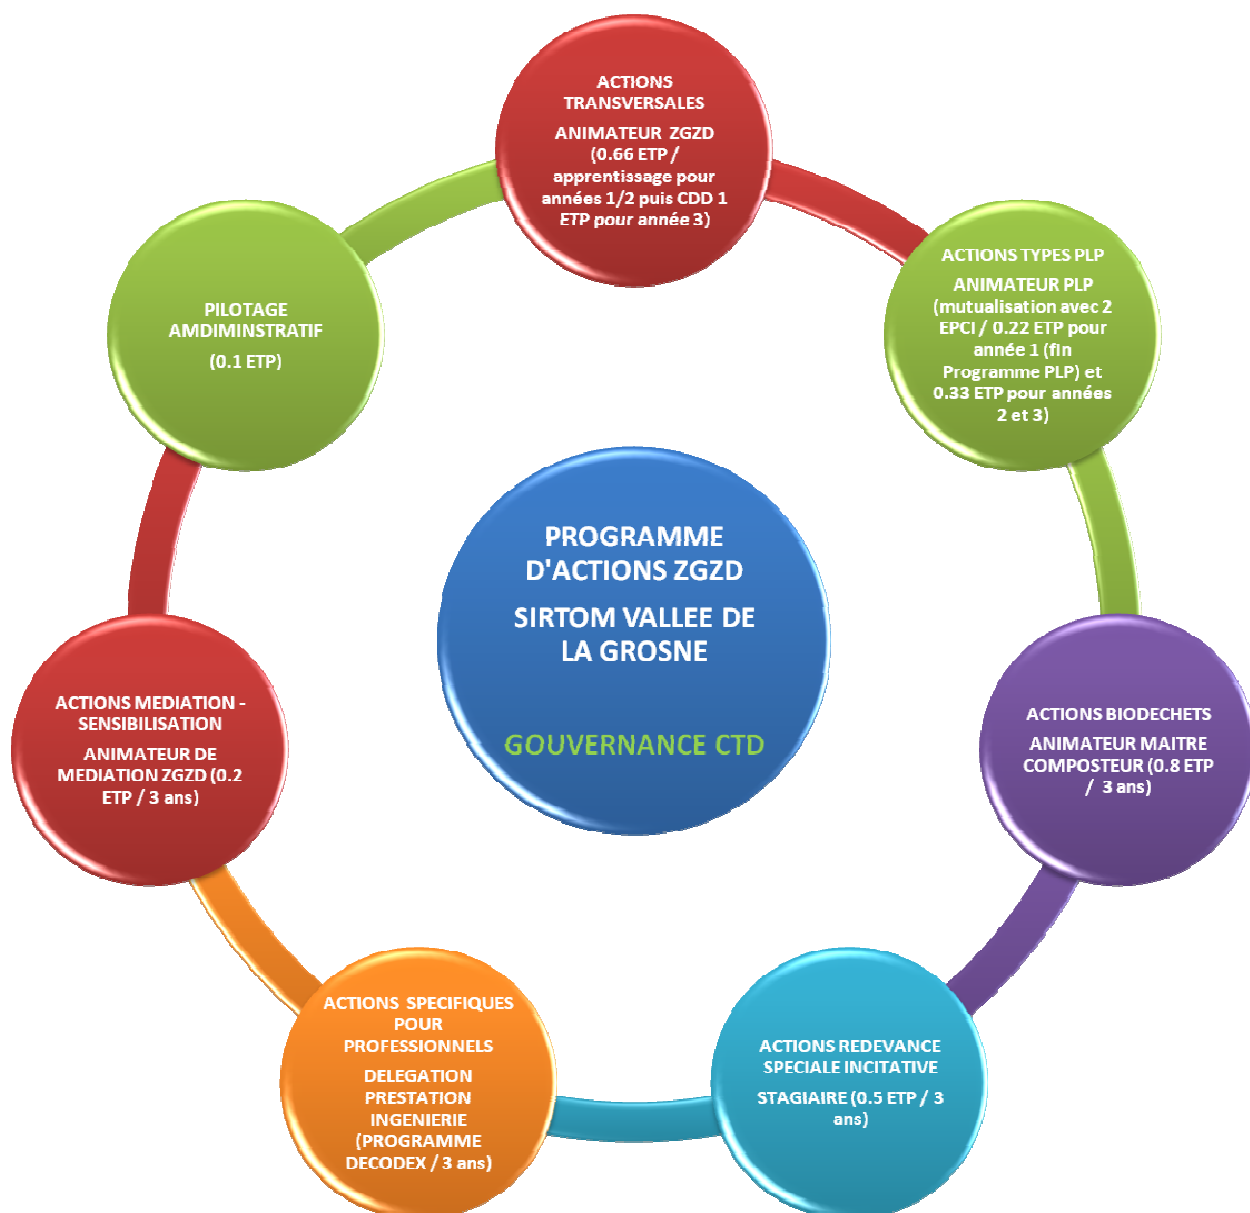 ACTIONS
TRANSVERSALES
ANIMATEUR ZGZD
(0.66 ETP /
apprentissage pour
années 1/2 puis CDD 1
ETP pour année 3)
ACTIONS TYPES PLP
ANIMATEUR PLP
(mutualisation avec 2
EPCI / 0.22 ETP pour
année 1 (fin
Programme PLP) et
0.33 ETP pour années
2 et 3)
ACTIONS BIODECHETS
ANIMATEUR MAITRE
COMPOSTEUR (0.8 ETP
/ 3 ans)
ACTIONS REDEVANCE
SPECIALE INCITATIVE
STAGIAIRE (0.5 ETP / 3
ans)
ACTIONS SPECIFIQUES
POUR
PROFESSIONNELS
DELEGATION
PRESTATION
INGENIERIE
(PROGRAMME
DECODEX / 3 ans)
ACTIONS MEDIATION -
SENSIBILISATION
ANIMATEUR DE
MEDIATION ZGZD (0.2
ETP / 3 ans)
PILOTAGE
AMDIMINSTRATIF
(0.1 ETP)
PROGRAMME
D'ACTIONS ZGZD
SIRTOM VALLEE DE
LA GROSNE
GOUVERNANCE CTD